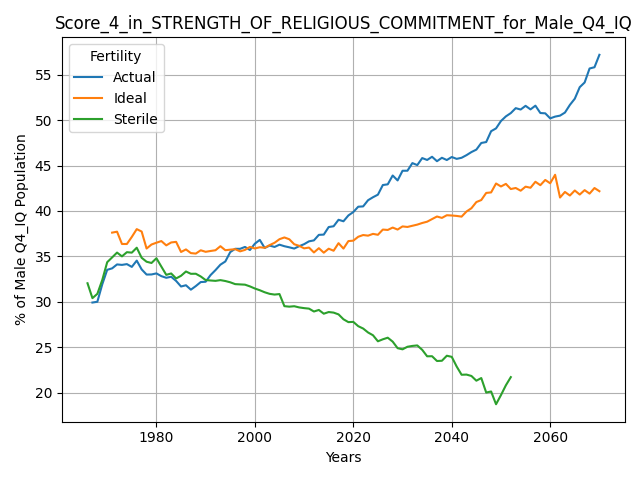 Score_4_in_STRENGTH_OF_RELIGIOUS_COMMITMENT_for_Male_Q4_IQ
Fertility
Actual
Ideal
Sterile
% of Male Q4_IQ Population
55
50
45
40
35
30
25
20
1980
2000
2020
2040
2060
Years